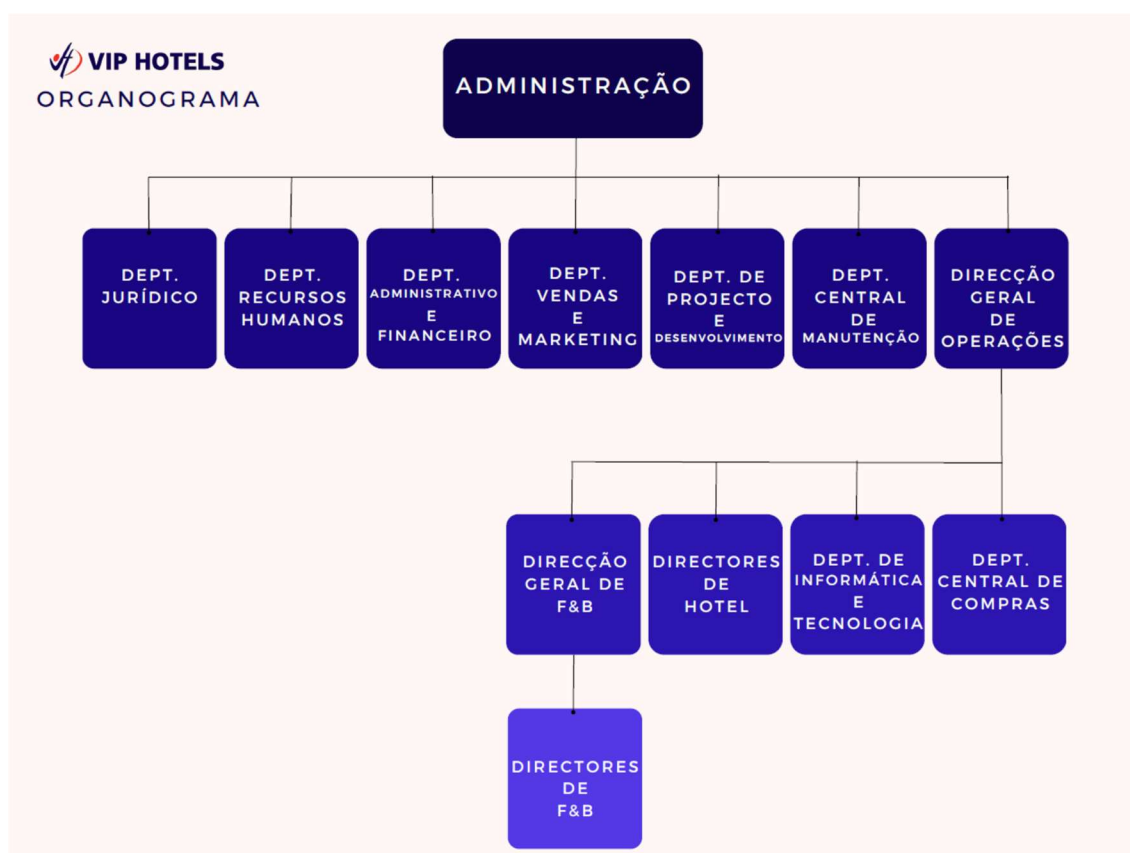 VIP HOTELS
ORGANOGRAMA
ADMINISTRAÇÃO
DEPT.
JURÍDICO
DEPT.
RECURSOS
HUMANOS
DEPT.
ADMINISTRATIVO
E
FINANCEIRO
DEPT.
VENDAS
E
MARKETING
DEPT. DE
PROJECTO
E
DESENVOLVIMENTO
DEPT.
CENTRAL
DE
MANUTENÇÃO
DIRECÇÃO
GERAL
DE
OPERAÇÕES
DIRECÇÃO
GERAL DE
F&B
DIRECTORES
DE
HOTEL
DEPT. DE
INFORMÁTICA
E
TECNOLOGIA
DEPT.
CENTRAL DE
COMPRAS
DIRECTORES
DE
F&B